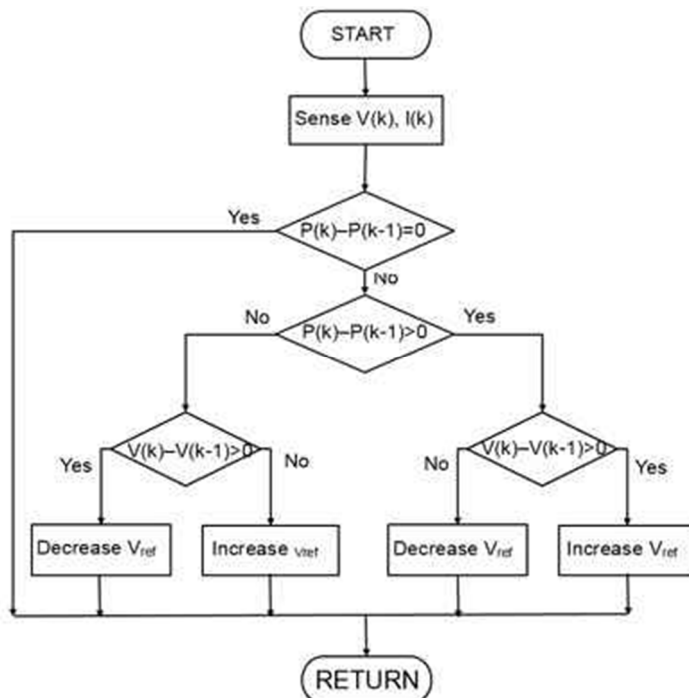 START
Sense V(k), I(k)
Yes
P(k)–P(k-1)=0
No
No
P(k)–P(k-1)>0
Yes
V(k)–V(k-1)>0
V(k)–V(k-1)>0
Yes
No
No
Yes
Decrease Vref
Increase Vref
Decrease Vref
Increase Vref
RETURN